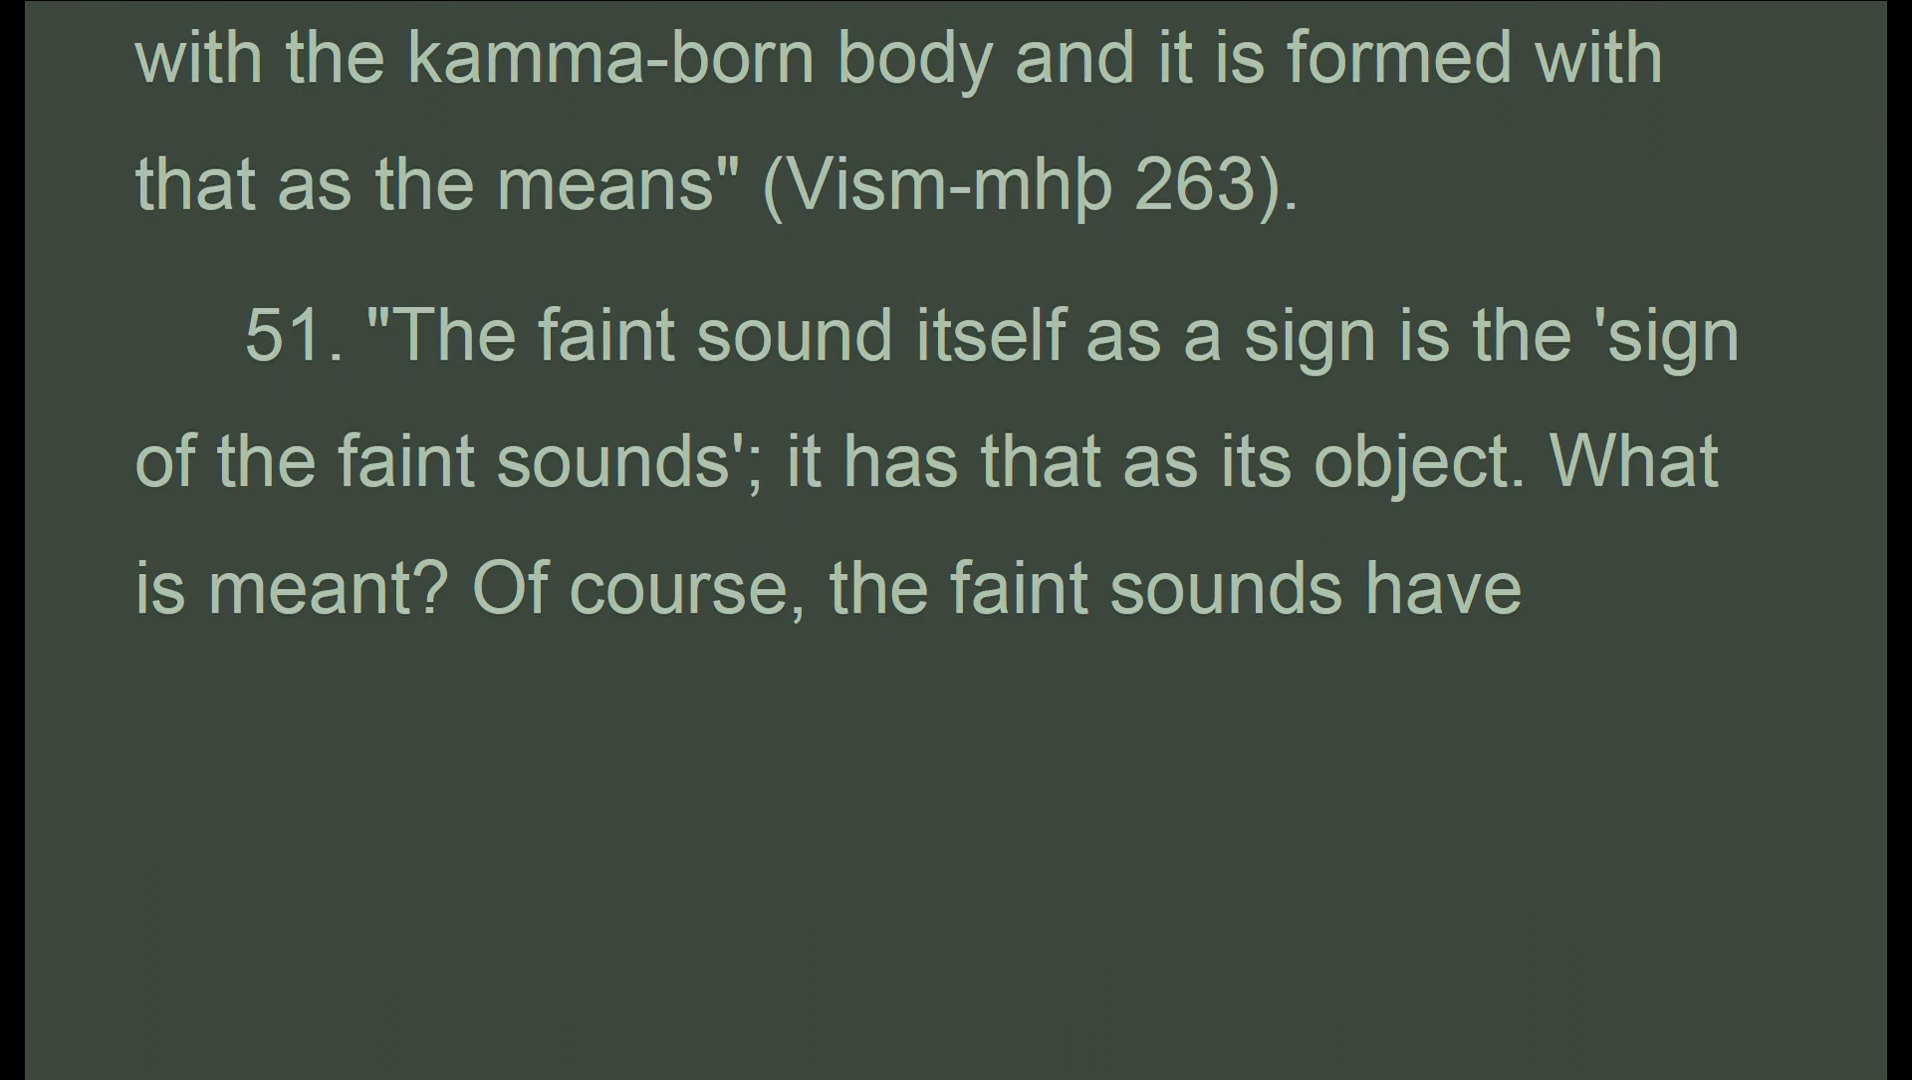 with the kamma-born body and it is formed with
that as the means" (Vism-mhþ 263).
51. "The faint sound itself as a sign is the 'sign
of the faint sounds'; it has that as its object. What
is meant? Of course, the faint sounds have